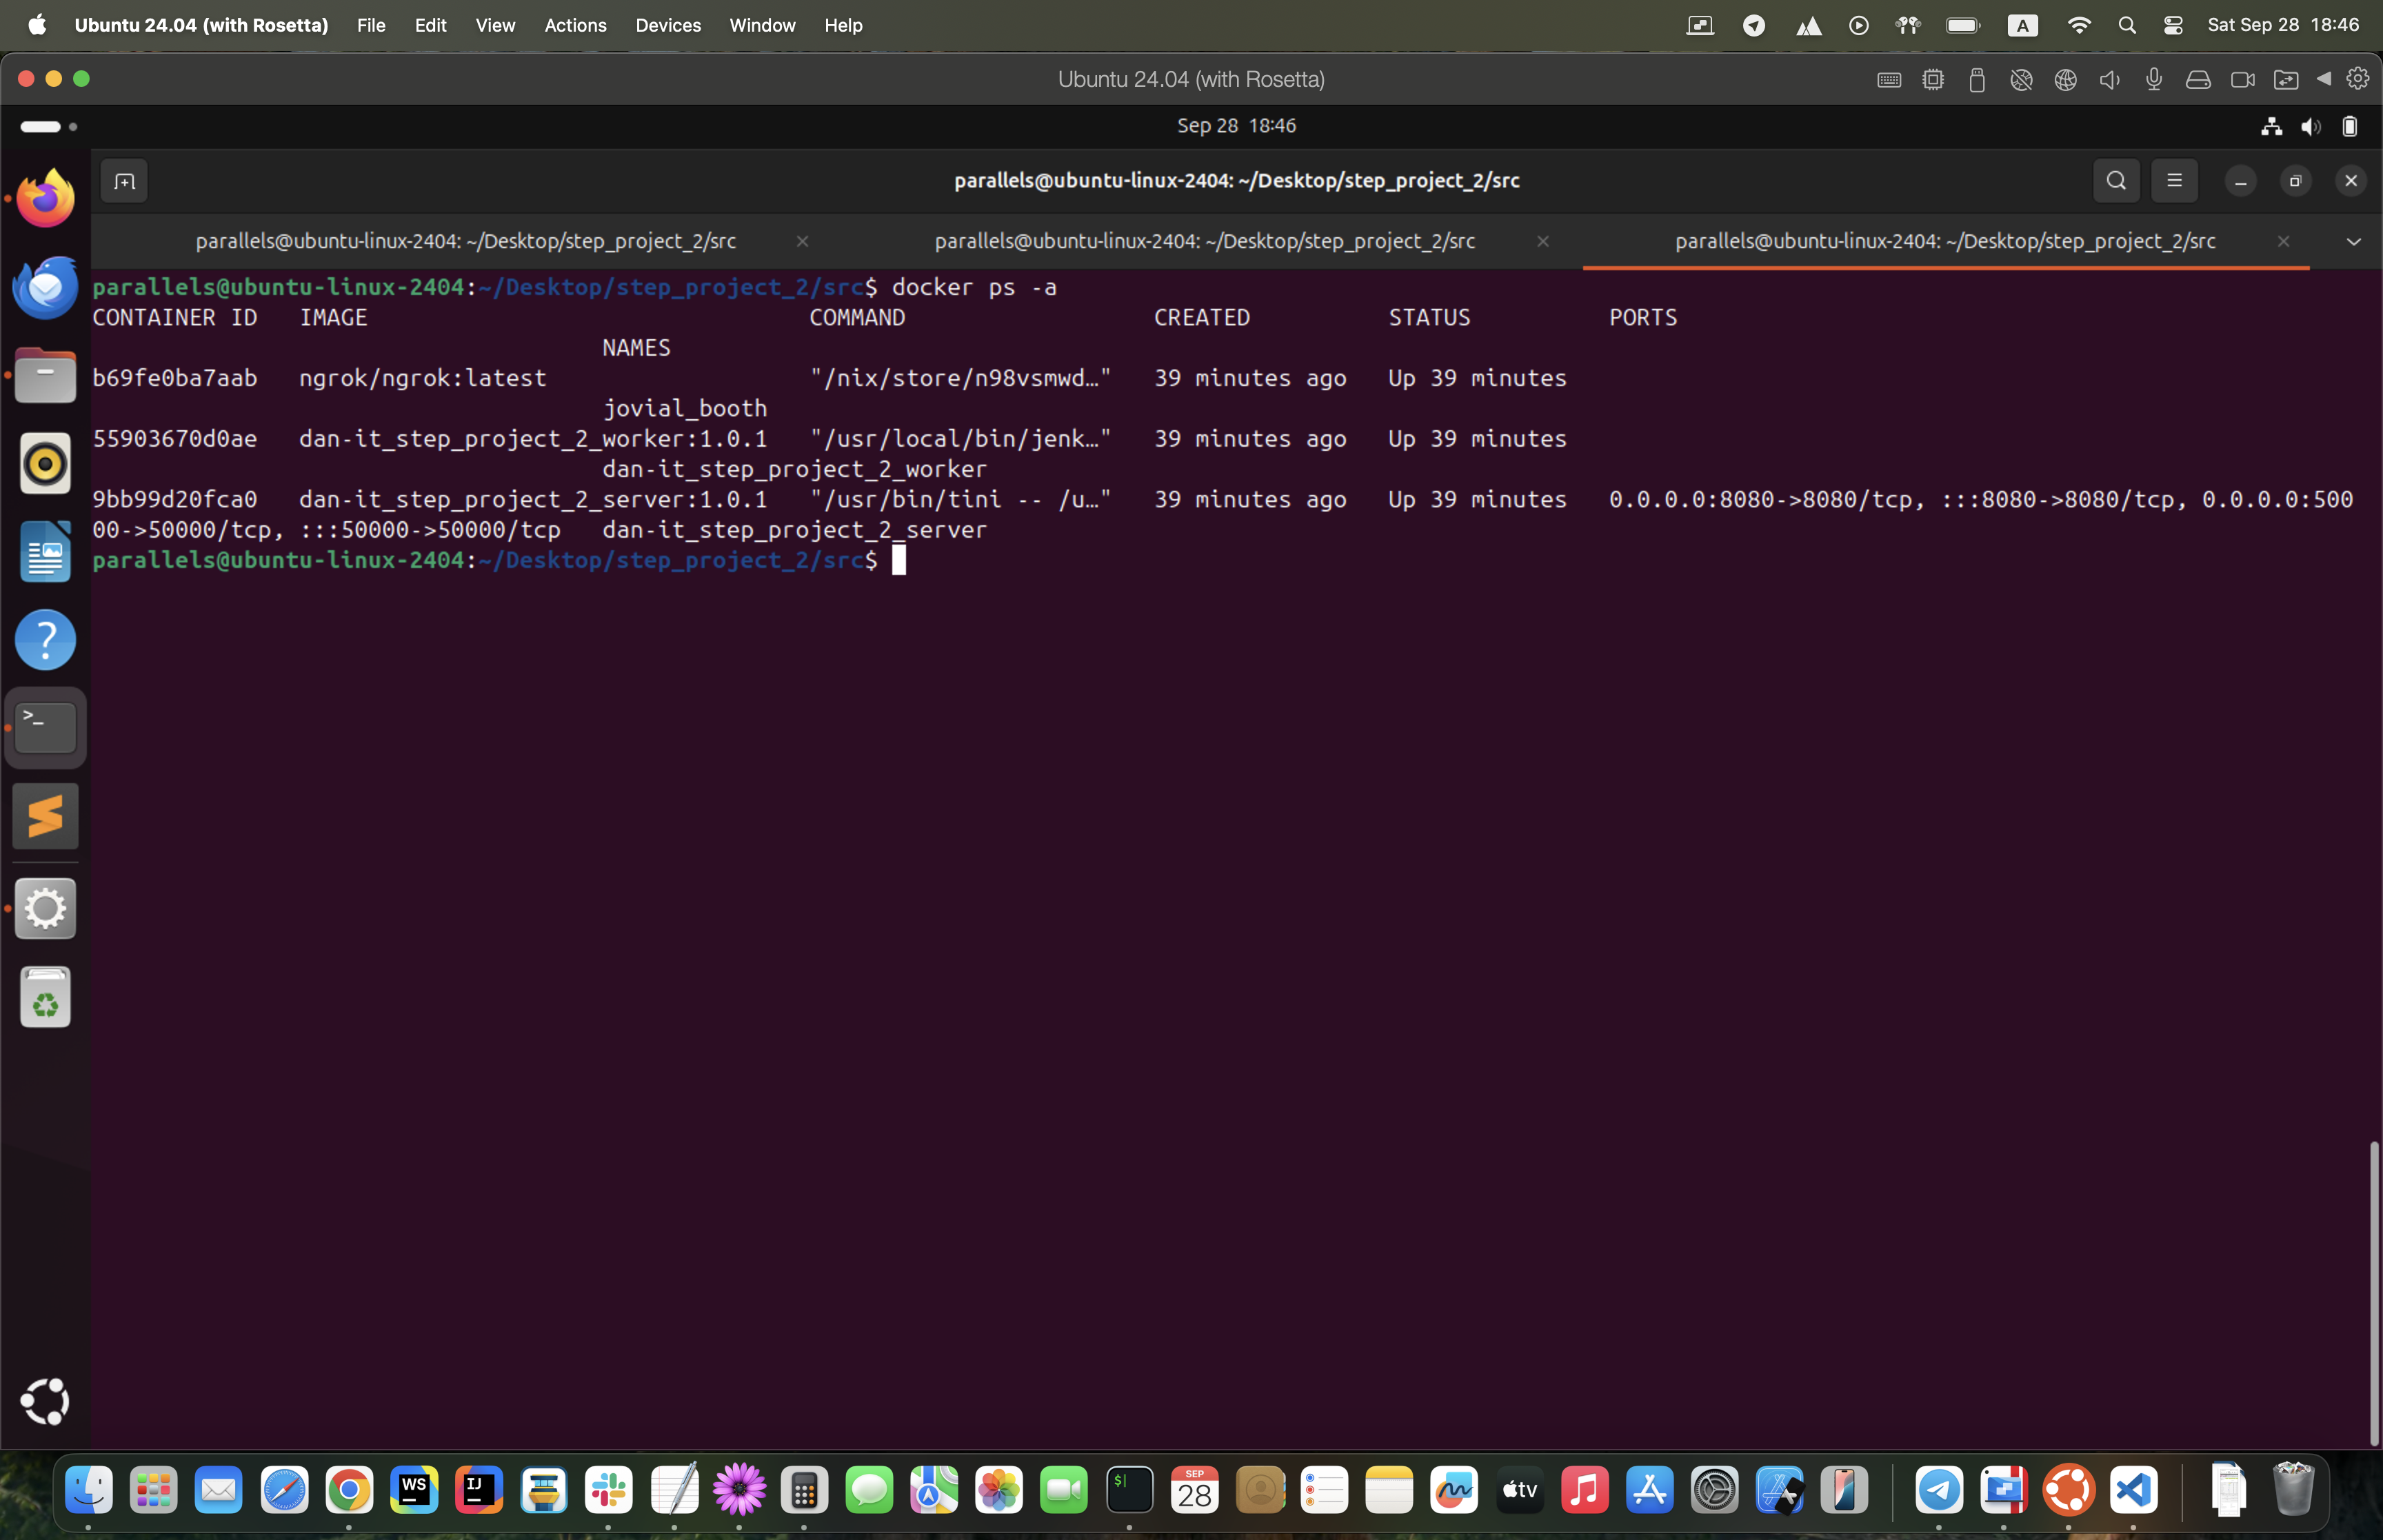 Ubuntu 24.04 (with Rosetta) File Edit View Actions Devices Window Help A Sat Sep 28 18:46
Ubuntu 24.04 (with Rosetta)
Sep 28 18:46
parallels@ubuntu-linux-2404: ~/Desktop/step_project_2/src
parallels@ubuntu-linux-2404: ~/Desktop/step_project_2/src parallels@ubuntu-linux-2404: ~/Desktop/step_project_2/src parallels@ubuntu-linux-2404: ~/Desktop/step_project_2/src
parallels@ubuntu-linux-2404:~/Desktop/step_project_2/src$ docker ps -a
CONTAINER ID IMAGE COMMAND CREATED STATUS PORTS
NAMES
b69fe0ba7aab ngrok/ngrok:latest "/nix/store/n98vsmwd…" 39 minutes ago Up 39 minutes
jovial_booth
55903670d0ae dan-it_step_project_2_worker:1.0.1 "/usr/local/bin/jenk…" 39 minutes ago Up 39 minutes
dan-it_step_project_2_worker
9bb99d20fca0 dan-it_step_project_2_server:1.0.1 "/usr/bin/tini -- /u…" 39 minutes ago Up 39 minutes 0.0.0.0:8080->8080/tcp, :::8080->8080/tcp, 0.0.0.0:500
00->50000/tcp, :::50000->50000/tcp dan-it_step_project_2_server
parallels@ubuntu-linux-2404:~/Desktop/step_project_2/src$
>_
WS IJ $ SEP 28 tv